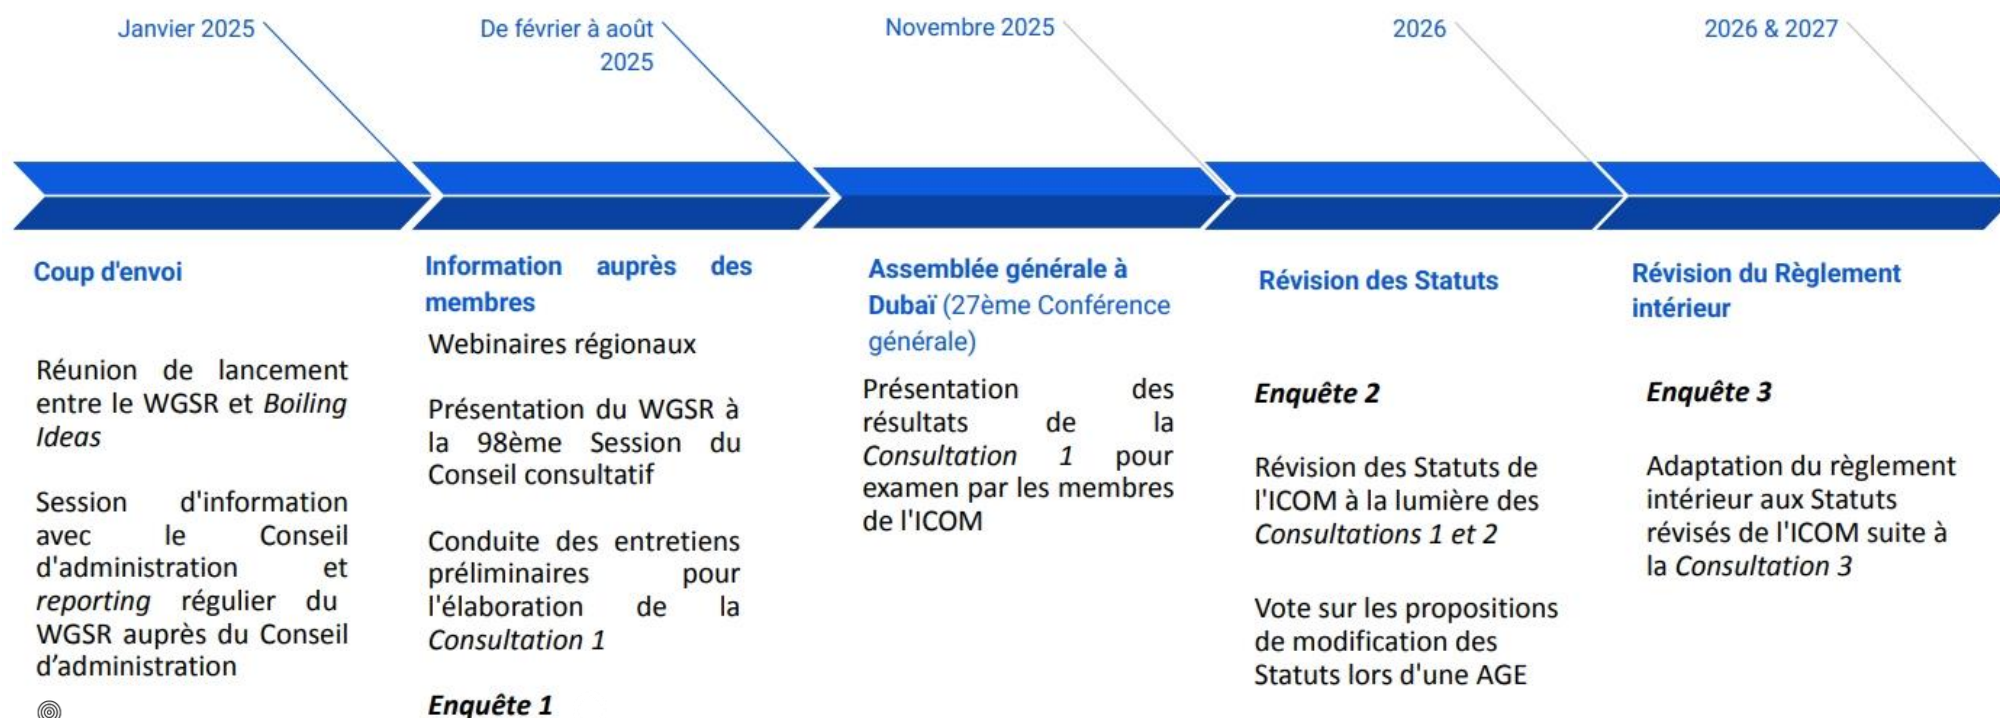 Janvier 2025
De février à août
2025
Novembre 2025
2026
2026 & 2027
Coup d'envoi
Réunion de lancement
entre le WGSR et Boiling
Ideas
Session d'information
avec le Conseil
d'administration et
reporting régulier du
WGSR auprès du Conseil
d’administration
Information auprès des
membres
Webinaires régionaux
Présentation du WGSR à
la 98ème Session du
Conseil consultatif
Conduite des entretiens
préliminaires pour
l'élaboration de la
Consultation 1
Enquête 1
Assemblée générale à
Dubaï (27ème Conférence
générale)
Présentation des
résultats de la
Consultation 1 pour
examen par les membres
de l'ICOM
Révision des Statuts
Enquête 2
Révision des Statuts de
l'ICOM à la lumière des
Consultations 1 et 2
Vote sur les propositions
de modification des
Statuts lors d'une AGE
Révision du Règlement
intérieur
Enquête 3
Adaptation du règlement
intérieur aux Statuts
révisés de l'ICOM suite à
la Consultation 3